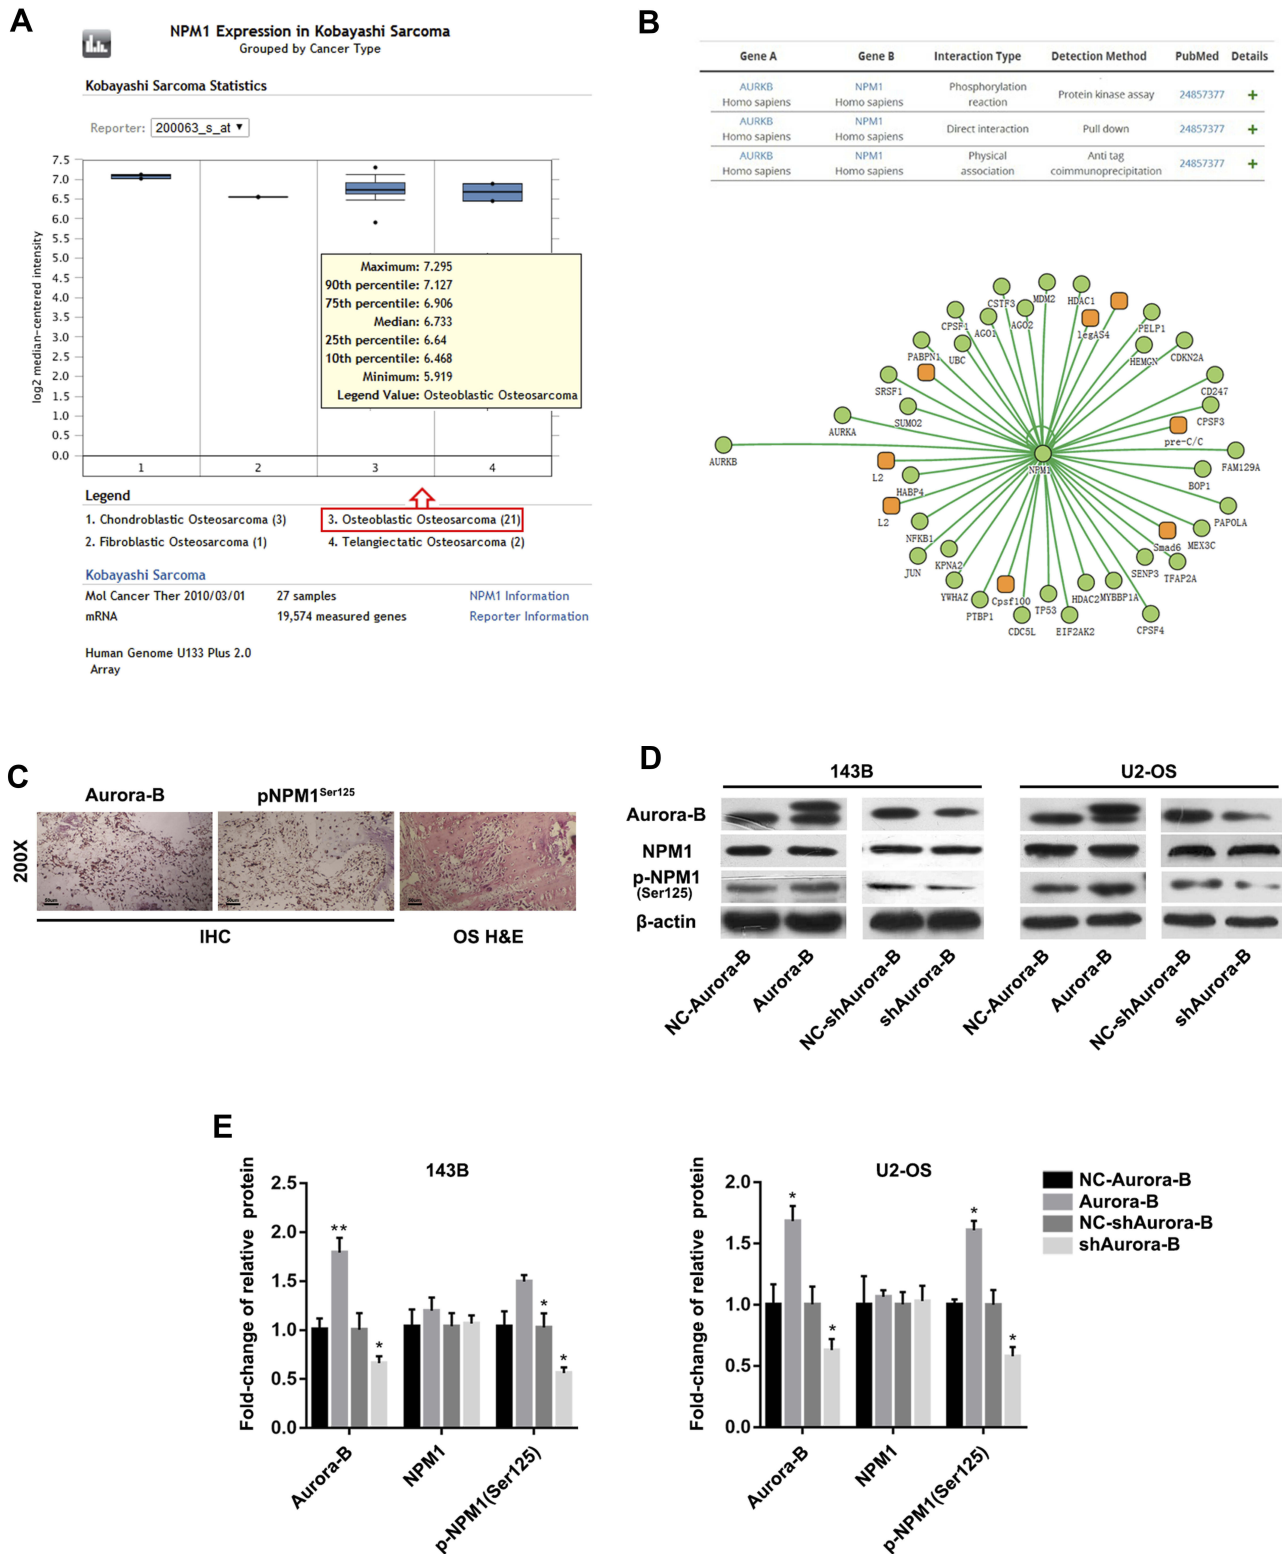 A
NPM1 Expression in Kobayashi Sarcoma
Grouped by Cancer Type
Kobayashi Sarcoma Statistics
Reporter: 200063_s_at ▼
log2 median-centered intensity
7.5
7.0
6.5
6.0
5.5
5.0
4.5
4.0
3.5
3.0
2.5
2.0
1.5
1.0
0.5
0.0
Maximum: 7.295
90th percentile: 7.127
75th percentile: 6.906
Median: 6.733
25th percentile: 6.64
10th percentile: 6.468
Minimum: 5.919
Legend Value: Osteoblastic Osteosarcoma
1 2 3 4
Legend
1. Chondroblastic Osteosarcoma (3) 3. Osteoblastic Osteosarcoma (21)
2. Fibroblastic Osteosarcoma (1) 4. Telangiectatic Osteosarcoma (2)
Kobayashi Sarcoma
Mol Cancer Ther 2010/03/01 27 samples NPM1 Information
mRNA 19,574 measured genes Reporter Information
Human Genome U133 Plus 2.0
Array
B
Gene A Gene B Interaction Type Detection Method PubMed Details
AURKB Homo sapiens NPM1 Homo sapiens Phosphorylation reaction Protein kinase assay 24857377 +
AURKB Homo sapiens NPM1 Homo sapiens Direct interaction Pull down 24857377 +
AURKB Homo sapiens NPM1 Homo sapiens Physical association Anti tag coimmunoprecipitation 24857377 +
MDM2
CSTF3
HDAC1
AGO2
CPSF1
AGO1
legAS4
PELP1
UBC
PABPN1
HEMGN
CDKN2A
SRSF1
CD247
SUMO2
CPSF3
AURKA
pre-C/C
AURKB
NPM1
FAM129A
L2
HABP4
BOP1
L2
PAPOLA
NFKB1
Smad6
MEX3C
JUN
KPNA2
SENP3
TFAP2A
YWHAZ
Cpsf100
HDAC2
MYBBP1A
PTBP1
TP53
CDC5L
EIF2AK2
CPSF4
C
Aurora-B pNPM1Ser125
200X
50um
50um
IHC OS H&E
D
143B U2-OS
Aurora-B
NPM1
p-NPM1
(Ser125)
β-actin
NC-Aurora-B
Aurora-B
NC-shAurora-B
shAurora-B
NC-Aurora-B
Aurora-B
NC-shAurora-B
shAurora-B
E
143B
Fold-change of relative protein
2.5
2.0
1.5
1.0
0.5
0.0
**
*
*
*
Aurora-B
NPM1
p-NPM1(Ser125)
U2-OS
Fold-change of relative protein
2.0
1.5
1.0
0.5
0.0
*
*
*
*
Aurora-B
NPM1
p-NPM1(Ser125)
NC-Aurora-B
Aurora-B
NC-shAurora-B
shAurora-B